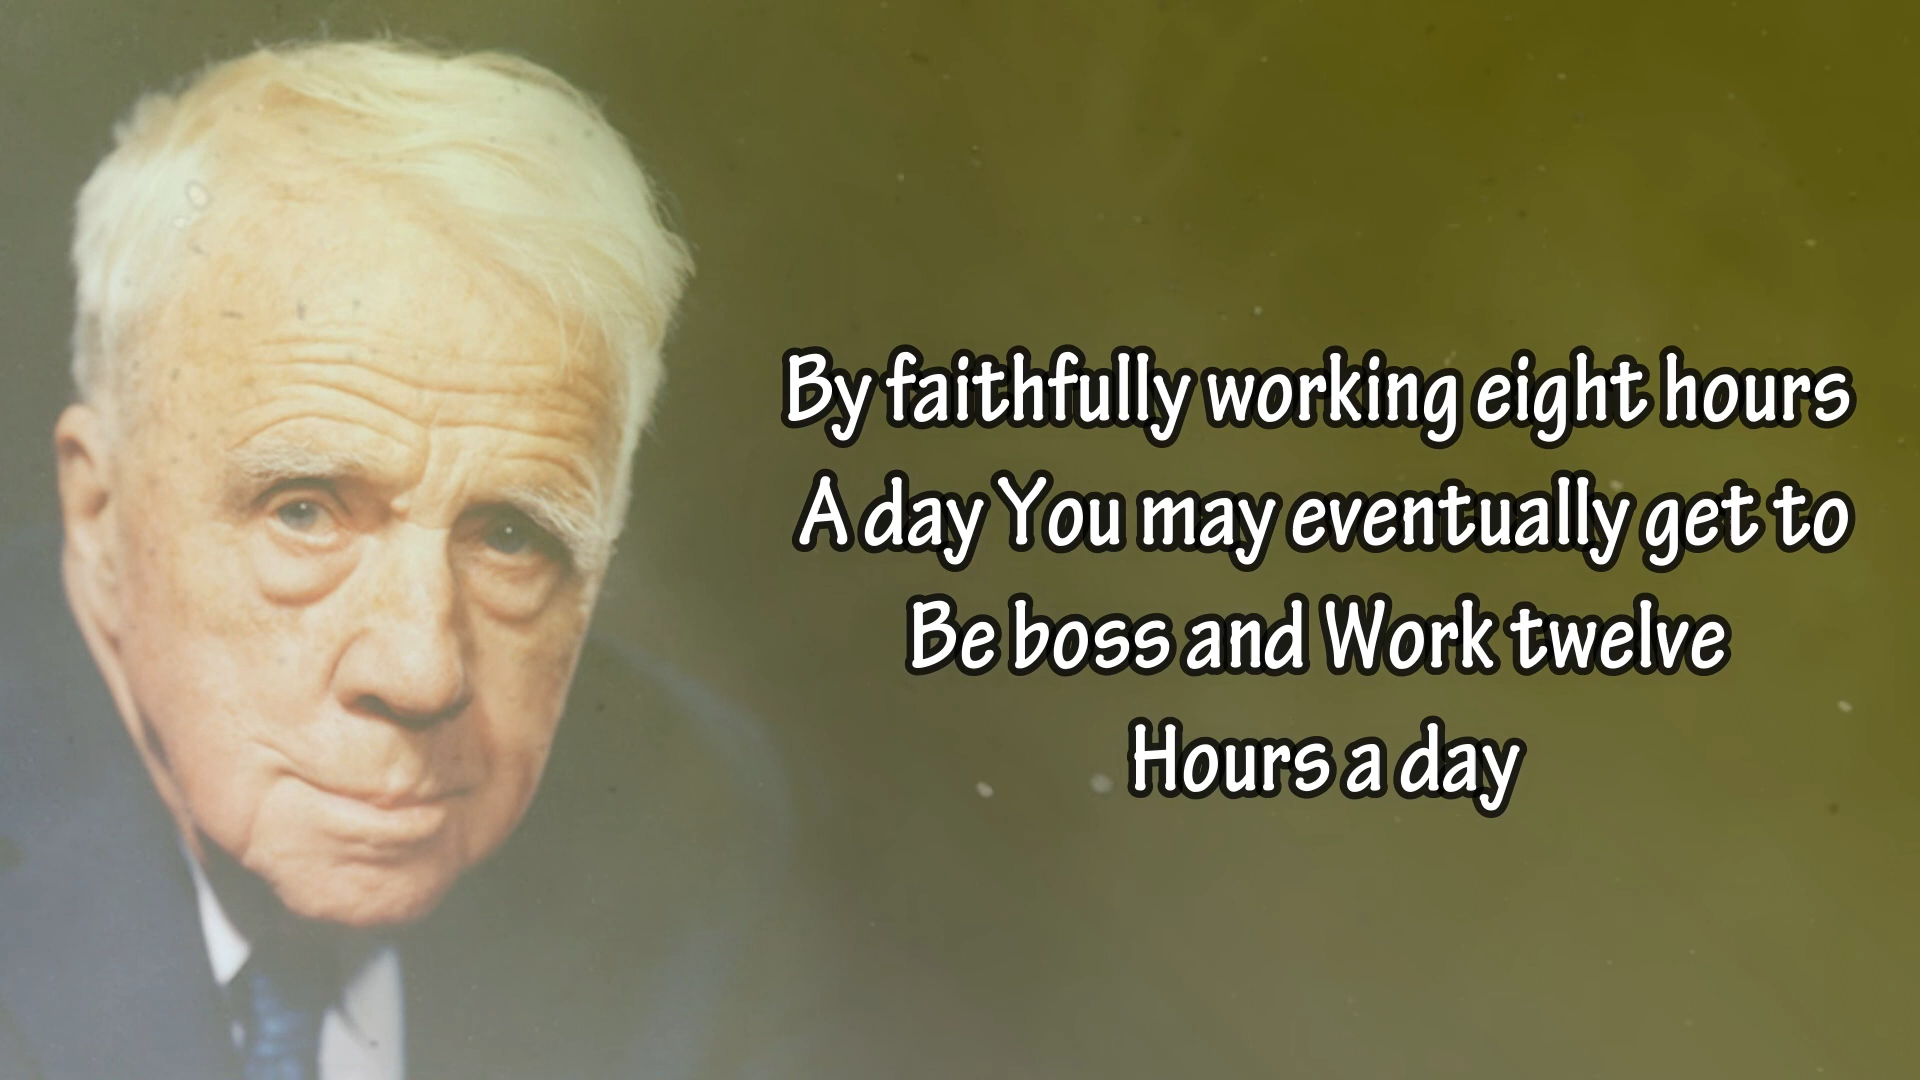 By faithfully working eight hours
A day You may eventually get to
Be boss and Work twelve
Hours a day